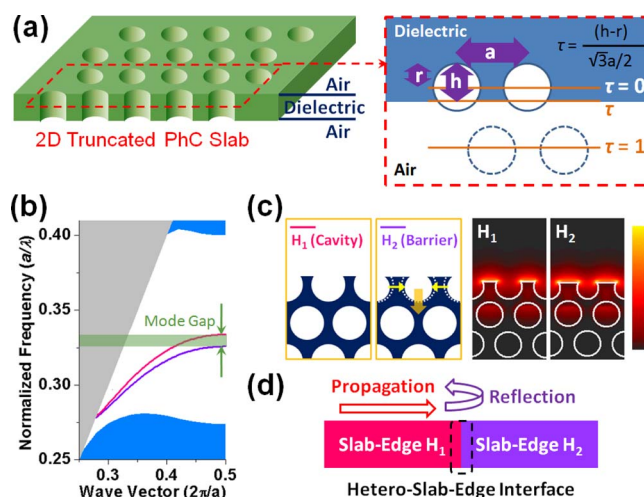 (a)
Air
Dielectric
Air
2D Truncated PhC Slab
Dielectric
a
r
h
τ = (h-r) / √3a/2
τ = 0
τ
τ = 1
Air
(b)
Normalized Frequency (a/λ)
0.40
0.35
0.30
0.25
Mode Gap
0.3
0.4
0.5
Wave Vector (2π/a)
(c)
H₁ (Cavity)
H₂ (Barrier)
H₁
H₂
(d)
Propagation
Reflection
Slab-Edge H₁
Slab-Edge H₂
Hetero-Slab-Edge Interface